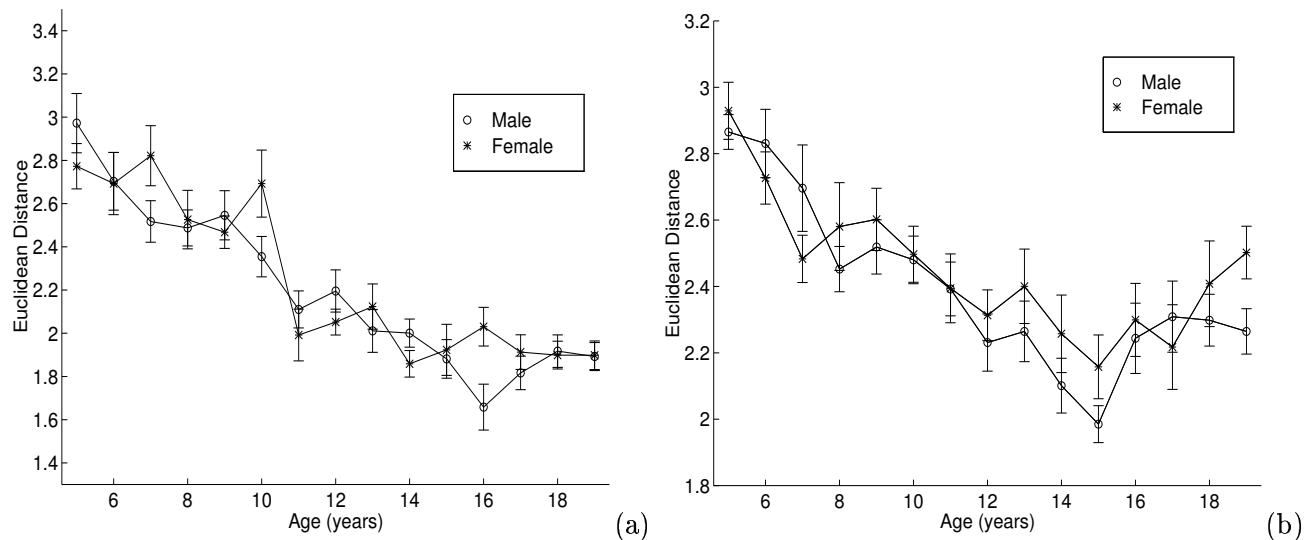 3.4
3.2
3
2.8
2.6
2.4
2.2
2
1.8
1.6
1.4
Euclidean Distance
Male
Female
6 8 10 12 14 16 18
Age (years)
(a)
3.2
3
2.8
2.6
2.4
2.2
2
1.8
Euclidean Distance
Male
Female
6 8 10 12 14 16 18
Age (years)
(b)